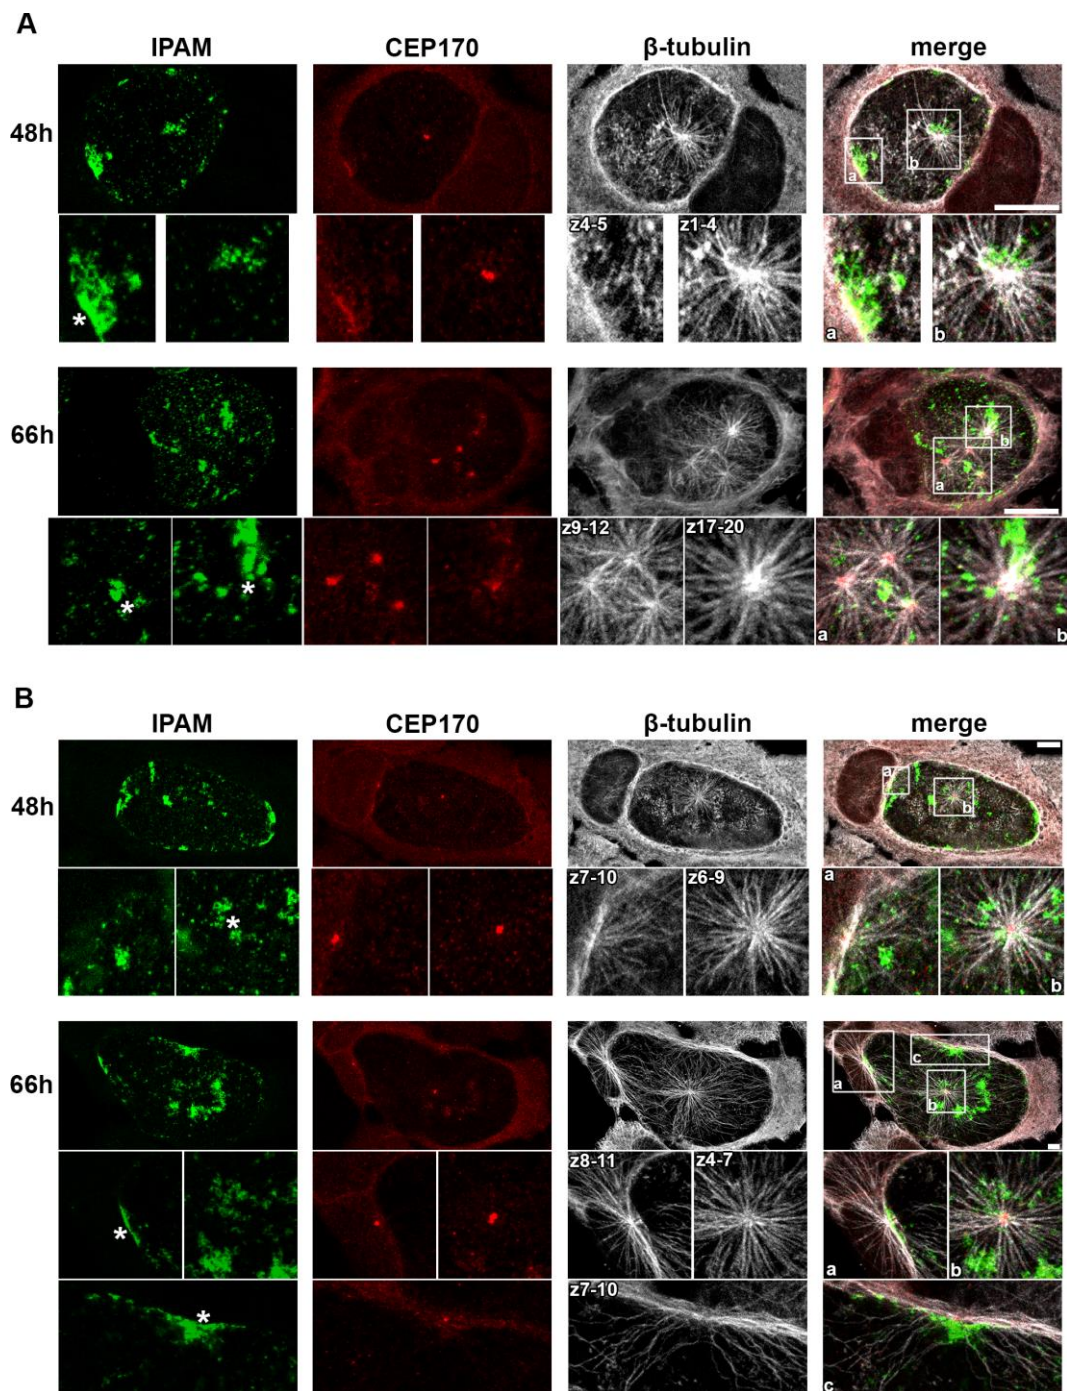 A
IPAM CEP170 β-tubulin merge
48h
a
b
* z4-5 z1-4
a b
66h
b
a
* * z9-12 z17-20
a b
B
IPAM CEP170 β-tubulin merge
48h
a
b
* z7-10 z6-9 a
b
66h
a
c
b
* z8-11 z4-7
a b
* z7-10
c